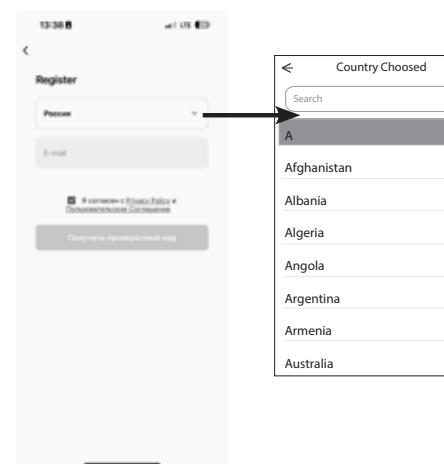 13:38
LTE
Register
Россия
E-mail
Я согласен с Privacy Policy и
Пользовательское Соглашение
Получить проверочный код
Country Choosed
Search
A
Afghanistan
Albania
Algeria
Angola
Argentina
Armenia
Australia